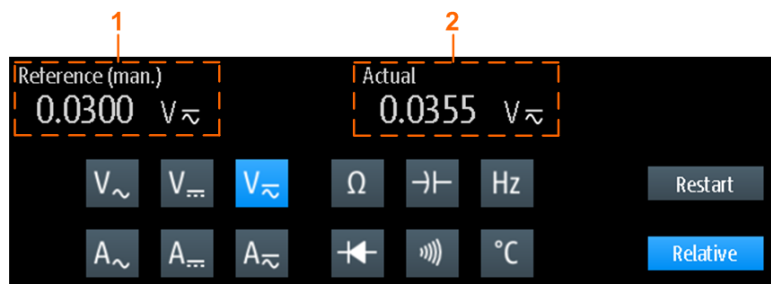 1 2
Reference (man.) Actual
0.0300 V⏦ 0.0355 V⏦
V~ V⎓ V⏦ Ω Hz Restart
A~ A⎓ A⏦ °C Relative